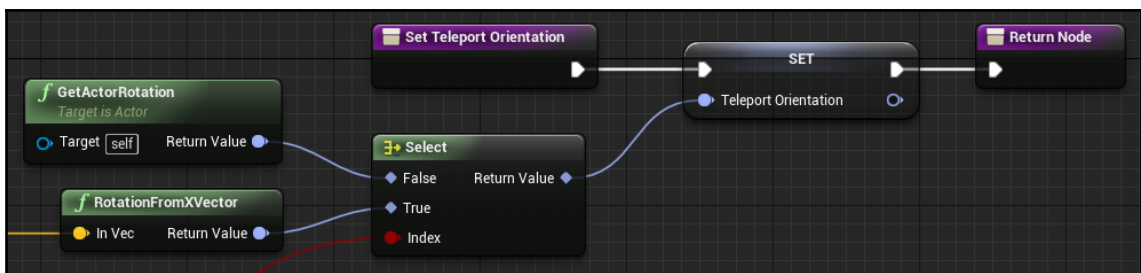 Set Teleport Orientation
SET
Teleport Orientation
Return Node
f GetActorRotation
Target is Actor
Target self Return Value
Select
False Return Value
True
Index
f RotationFromXVector
In Vec Return Value